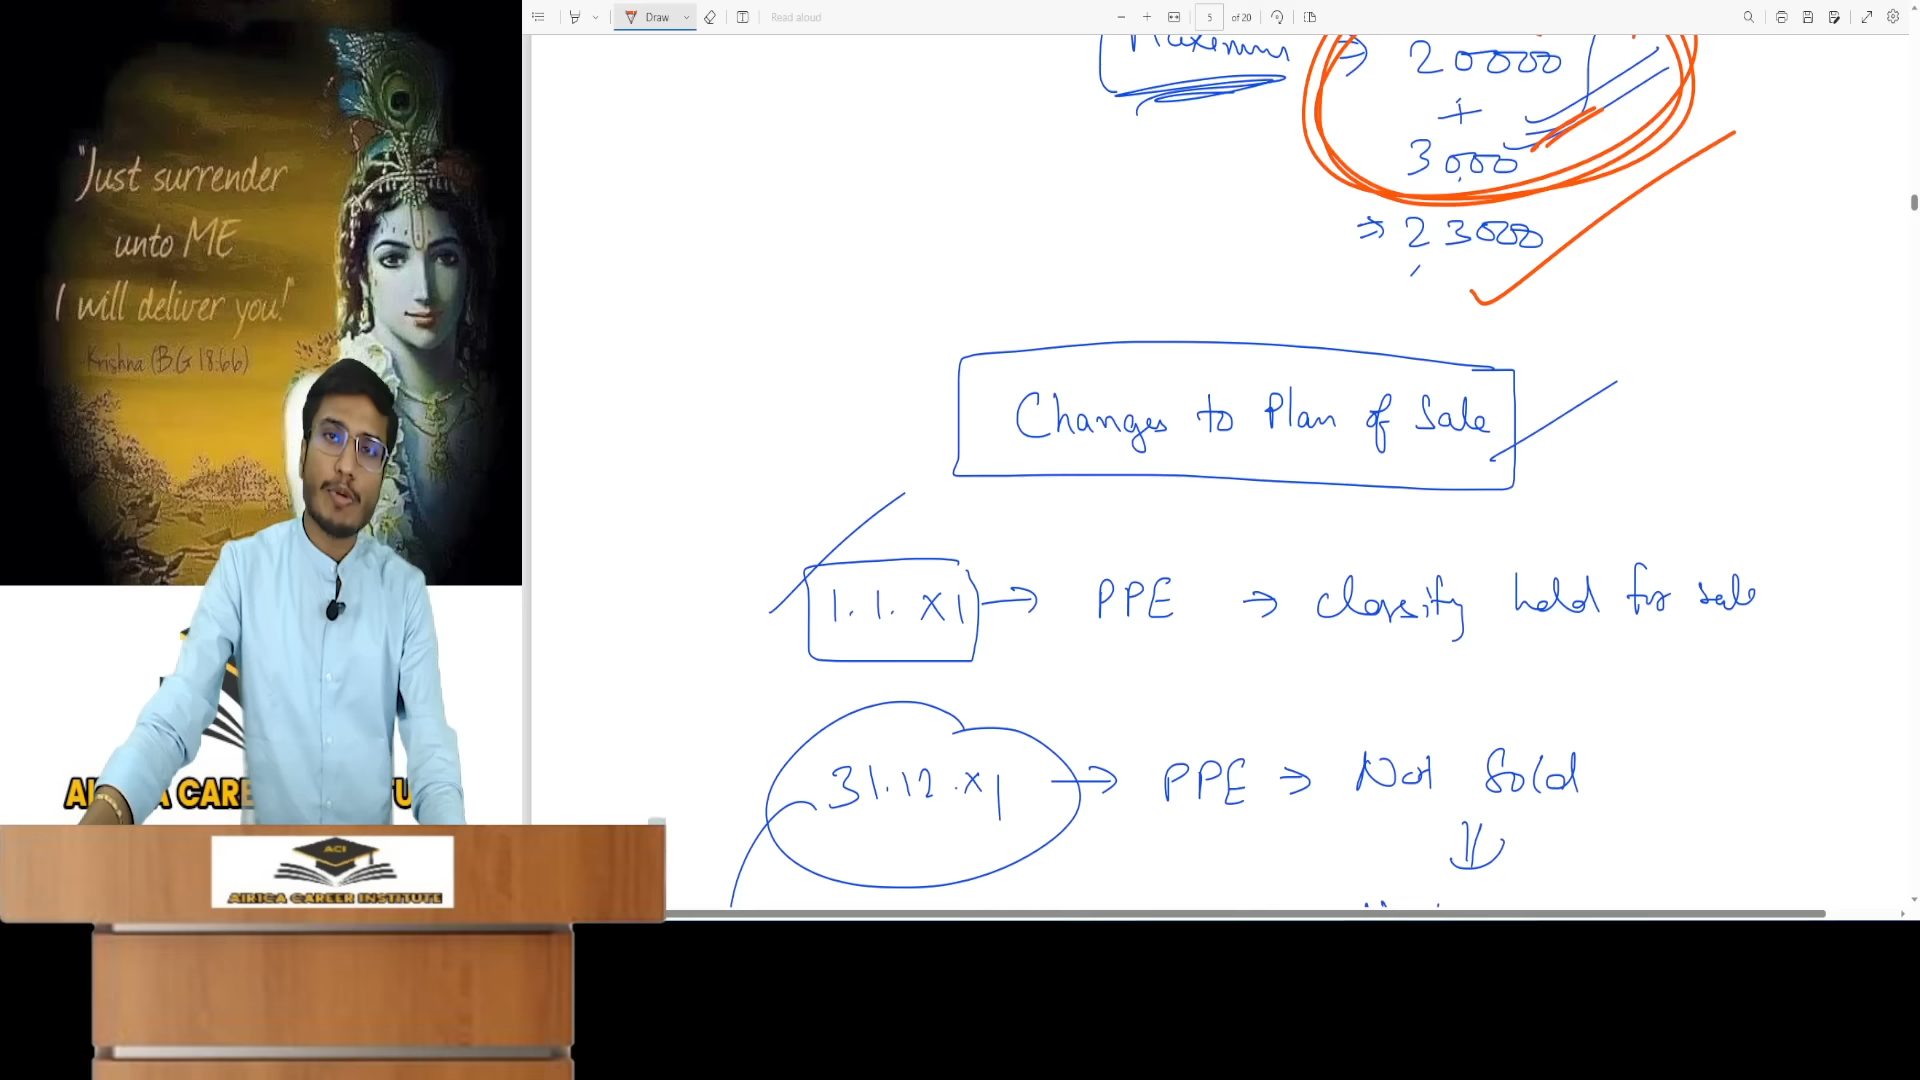 Draw
Read aloud
5 of 20
Maximum ⇒ 20000
+
3000
⇒ 23000
"Just surrender
unto ME
I will deliver you!"
Krishna (B.G 18:66)
Changes to Plan of Sale
1.1.X1 → PPE → classify held for sale
31.12.X1 → PPE → Not Sold
ACI
AIRICA CAREER INSTITUTE